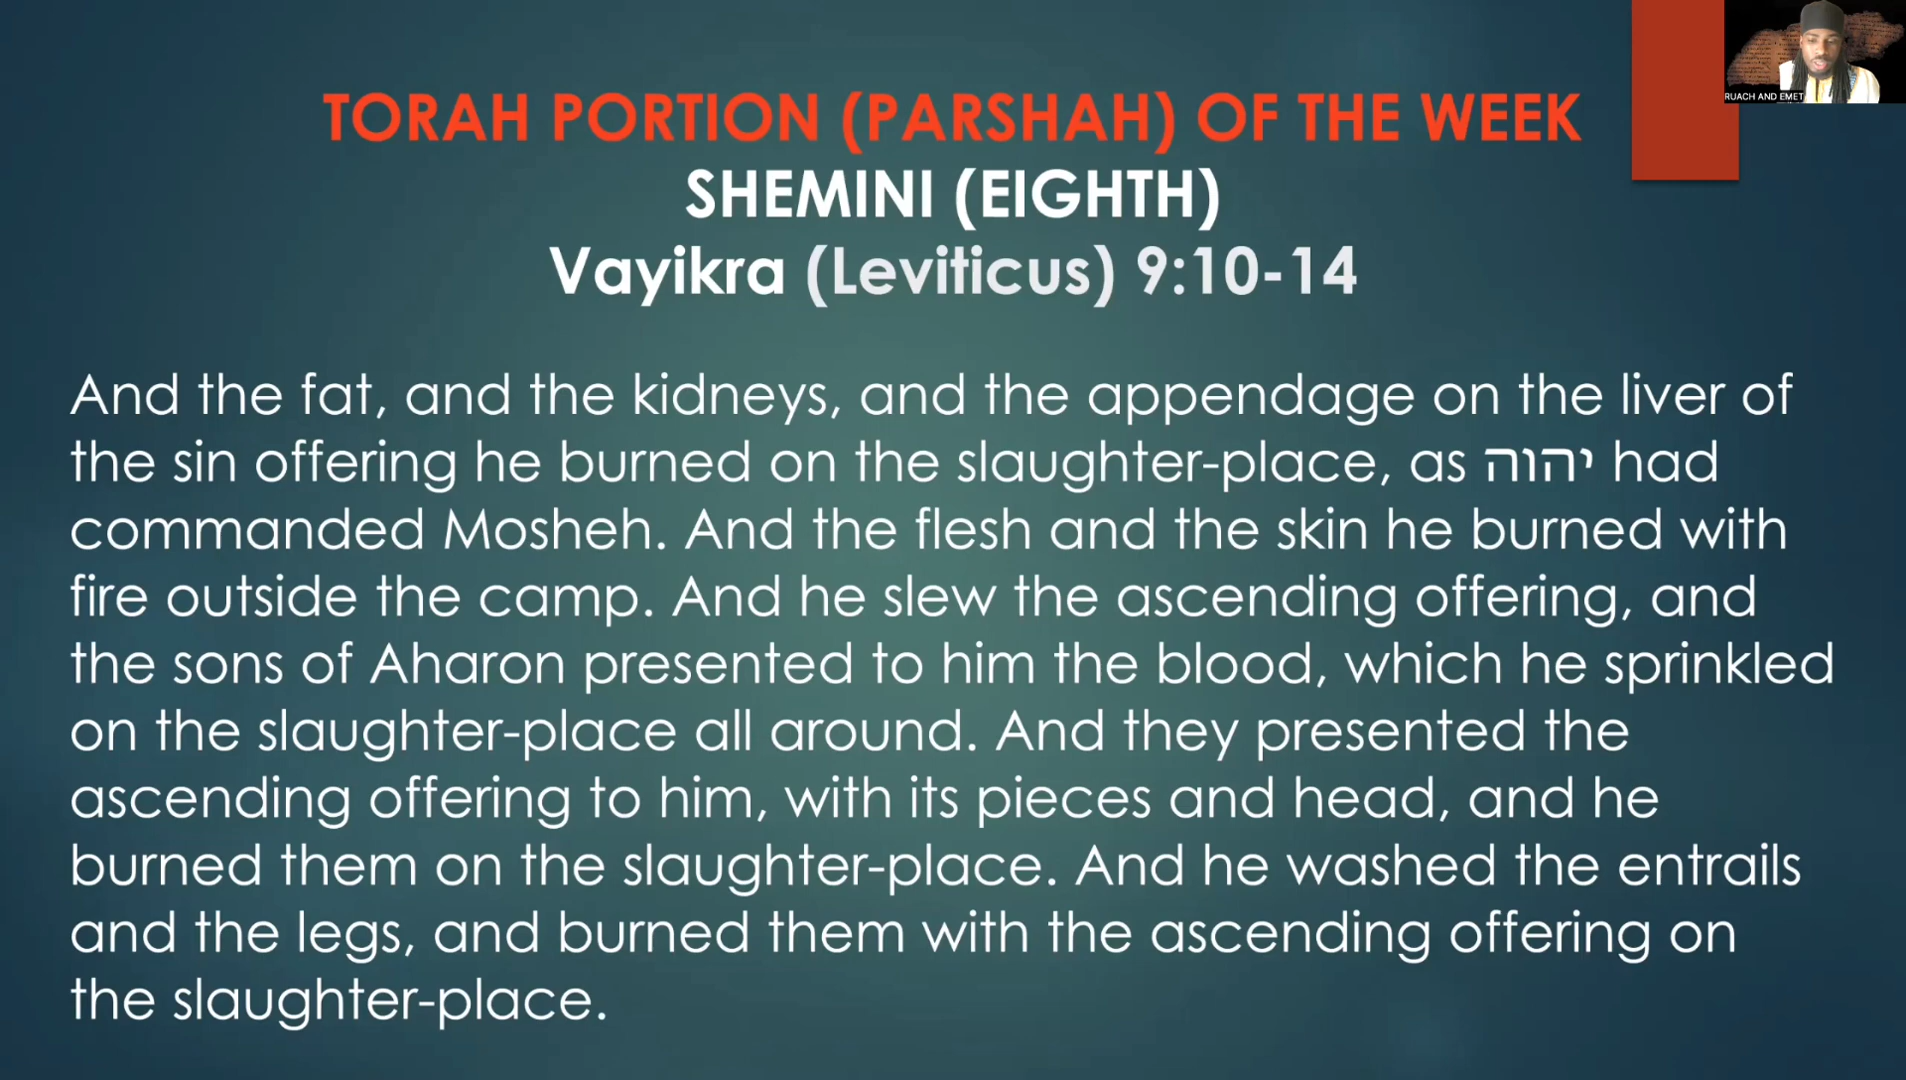 TORAH PORTION (PARSHAH) OF THE WEEK
SHEMINI (EIGHTH)
Vayikra (Leviticus) 9:10-14
And the fat, and the kidneys, and the appendage on the liver of
the sin offering he burned on the slaughter-place, as יהוה had
commanded Mosheh. And the flesh and the skin he burned with
fire outside the camp. And he slew the ascending offering, and
the sons of Aharon presented to him the blood, which he sprinkled
on the slaughter-place all around. And they presented the
ascending offering to him, with its pieces and head, and he
burned them on the slaughter-place. And he washed the entrails
and the legs, and burned them with the ascending offering on
the slaughter-place.
RUACH AND EMET